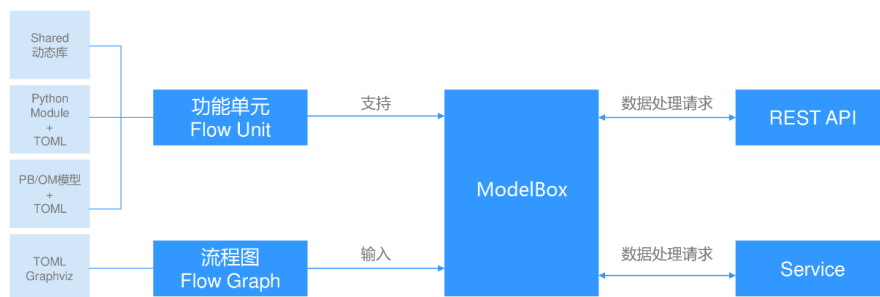 Shared
动态库
Python
Module
+
TOML
PB/OM模型
+
TOML
TOML
Graphviz
功能单元
Flow Unit
流程图
Flow Graph
支持
输入
ModelBox
数据处理请求
数据处理请求
REST API
Service